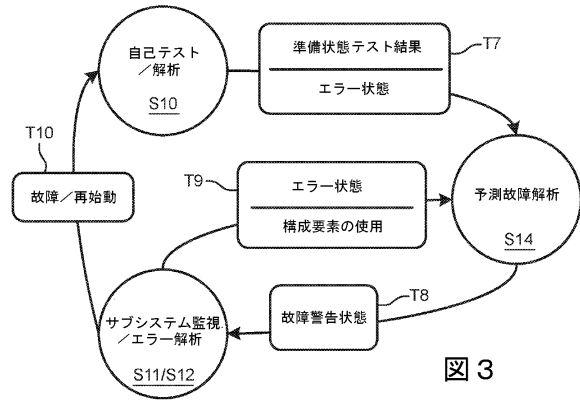 自己テスト
／解析
S10
準備状態テスト結果
エラー状態
T7
T10
故障／再始動
T9
エラー状態
構成要素の使用
予測故障解析
S14
サブシステム監視
／エラー解析
S11/S12
故障警告状態
T8
図３